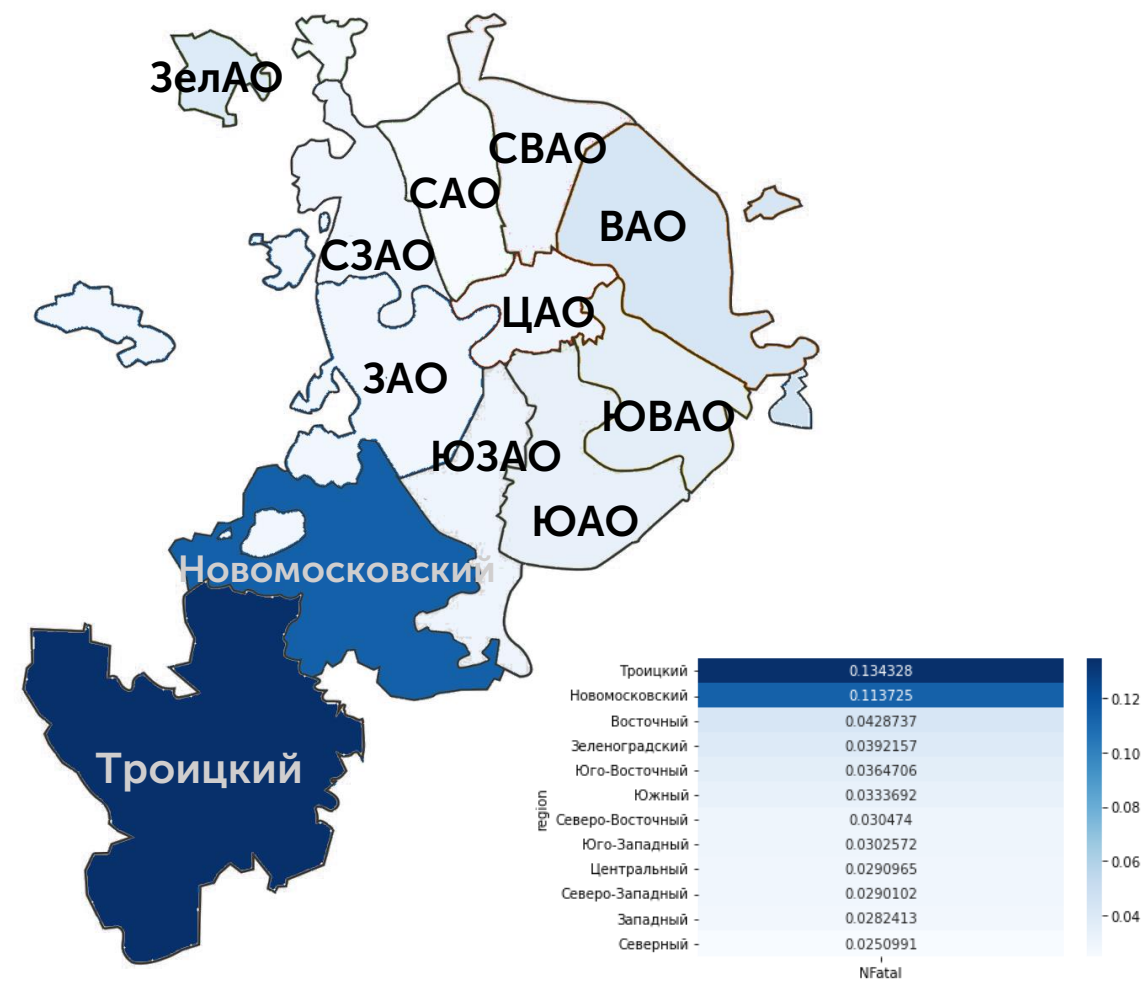 ЗелАО
СВАО
САО
ВАО
СЗАО
ЦАО
ЗАО
ЮВАО
ЮЗАО
ЮАО
Новомосковский
Троицкий
Троицкий 0.134328
Новомосковский 0.113725
Восточный 0.0428737
Зеленоградский 0.0392157
Юго-Восточный 0.0364706
Южный 0.0333692
Северо-Восточный 0.030474
Юго-Западный 0.0302572
Центральный 0.0290965
Северо-Западный 0.0290102
Западный 0.0282413
Северный 0.0250991
region
NFatal
0.12
0.10
0.08
0.06
0.04